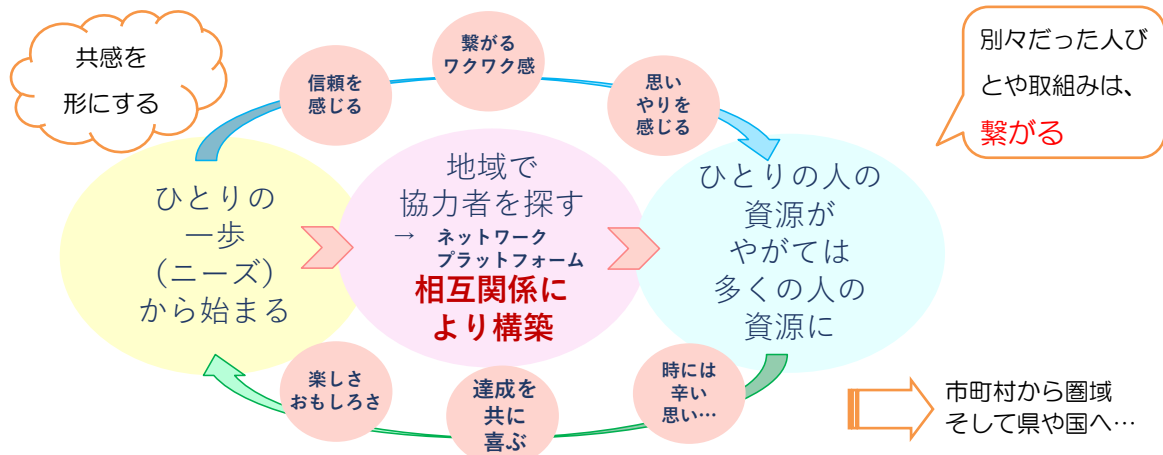 共感を
形にする
信頼を
感じる
繋がる
ワクワク感
思い
やりを
感じる
別々だった人び
とや取組みは、
繋がる
ひとりの
一歩
(ニーズ)
から始まる
地域で
協力者を探す
→ ネットワーク
プラットフォーム
相互関係に
より構築
ひとりの人の
資源が
やがては
多くの人の
資源に
楽しさ
おもしろさ
達成を
共に
喜ぶ
時には
辛い
思い…
市町村から圏域
そして県や国へ…